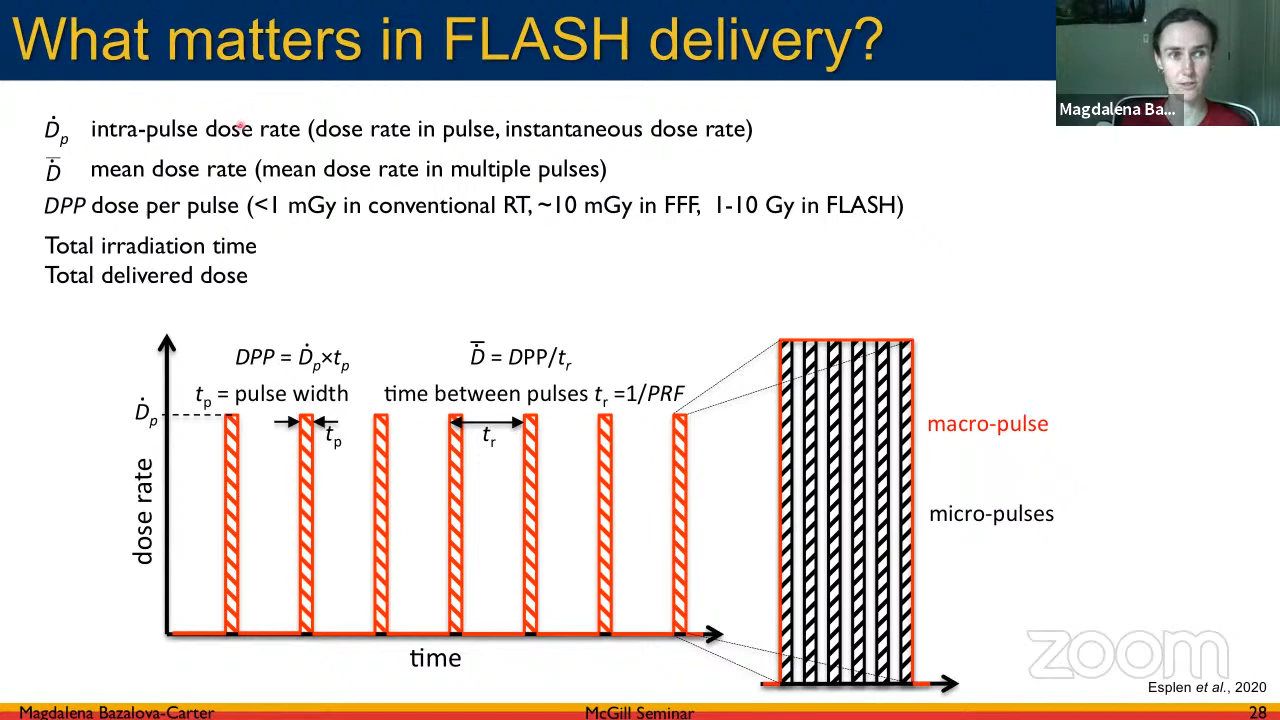 What matters in FLASH delivery?
Magdalena Ba...
Ḋp intra-pulse dose rate (dose rate in pulse, instantaneous dose rate)
D̄̇ mean dose rate (mean dose rate in multiple pulses)
DPP dose per pulse (<1 mGy in conventional RT, ~10 mGy in FFF, 1-10 Gy in FLASH)
Total irradiation time
Total delivered dose
DPP = Ḋp×tp
D̄̇ = DPP/tr
tp = pulse width
time between pulses tr =1/PRF
Ḋp
tp
tr
dose rate
time
macro-pulse
micro-pulses
zoom
Esplen et al., 2020
Magdalena Bazalova-Carter
McGill Seminar
28